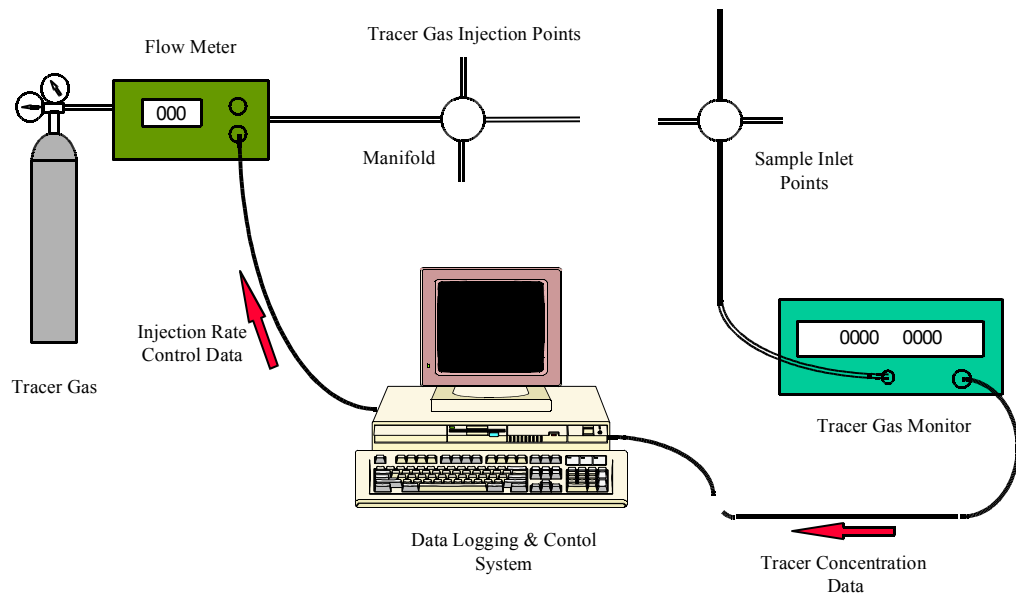 Tracer Gas Injection Points
Flow Meter
000
Manifold
Sample Inlet
Points
Injection Rate
Control Data
0000 0000
Tracer Gas
Tracer Gas Monitor
Data Logging & Contol
System
Tracer Concentration
Data